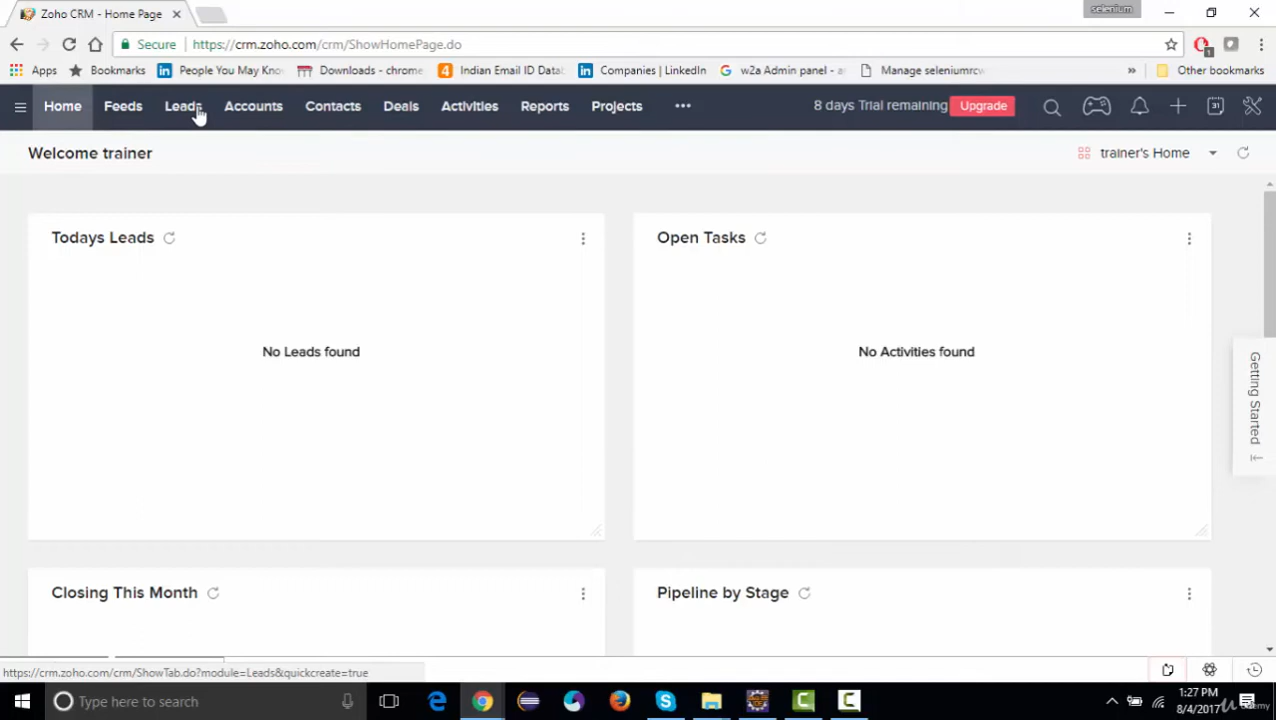 Zoho CRM - Home Page
selenium
Secure https://crm.zoho.com/crm/ShowHomePage.do
Apps Bookmarks People You May Kno Downloads - chrome 4 Indian Email ID Data Companies | LinkedIn w2a Admin panel - a Manage seleniumrcw » Other bookmarks
Home Feeds Leads Accounts Contacts Deals Activities Reports Projects ••• 8 days Trial remaining Upgrade 31
Welcome trainer trainer's Home
Todays Leads Open Tasks
No Leads found No Activities found
Getting Started
Closing This Month Pipeline by Stage
https://crm.zoho.com/crm/ShowTab.do?module=Leads&quickcreate=true
Type here to search
1:27 PM
8/4/2017